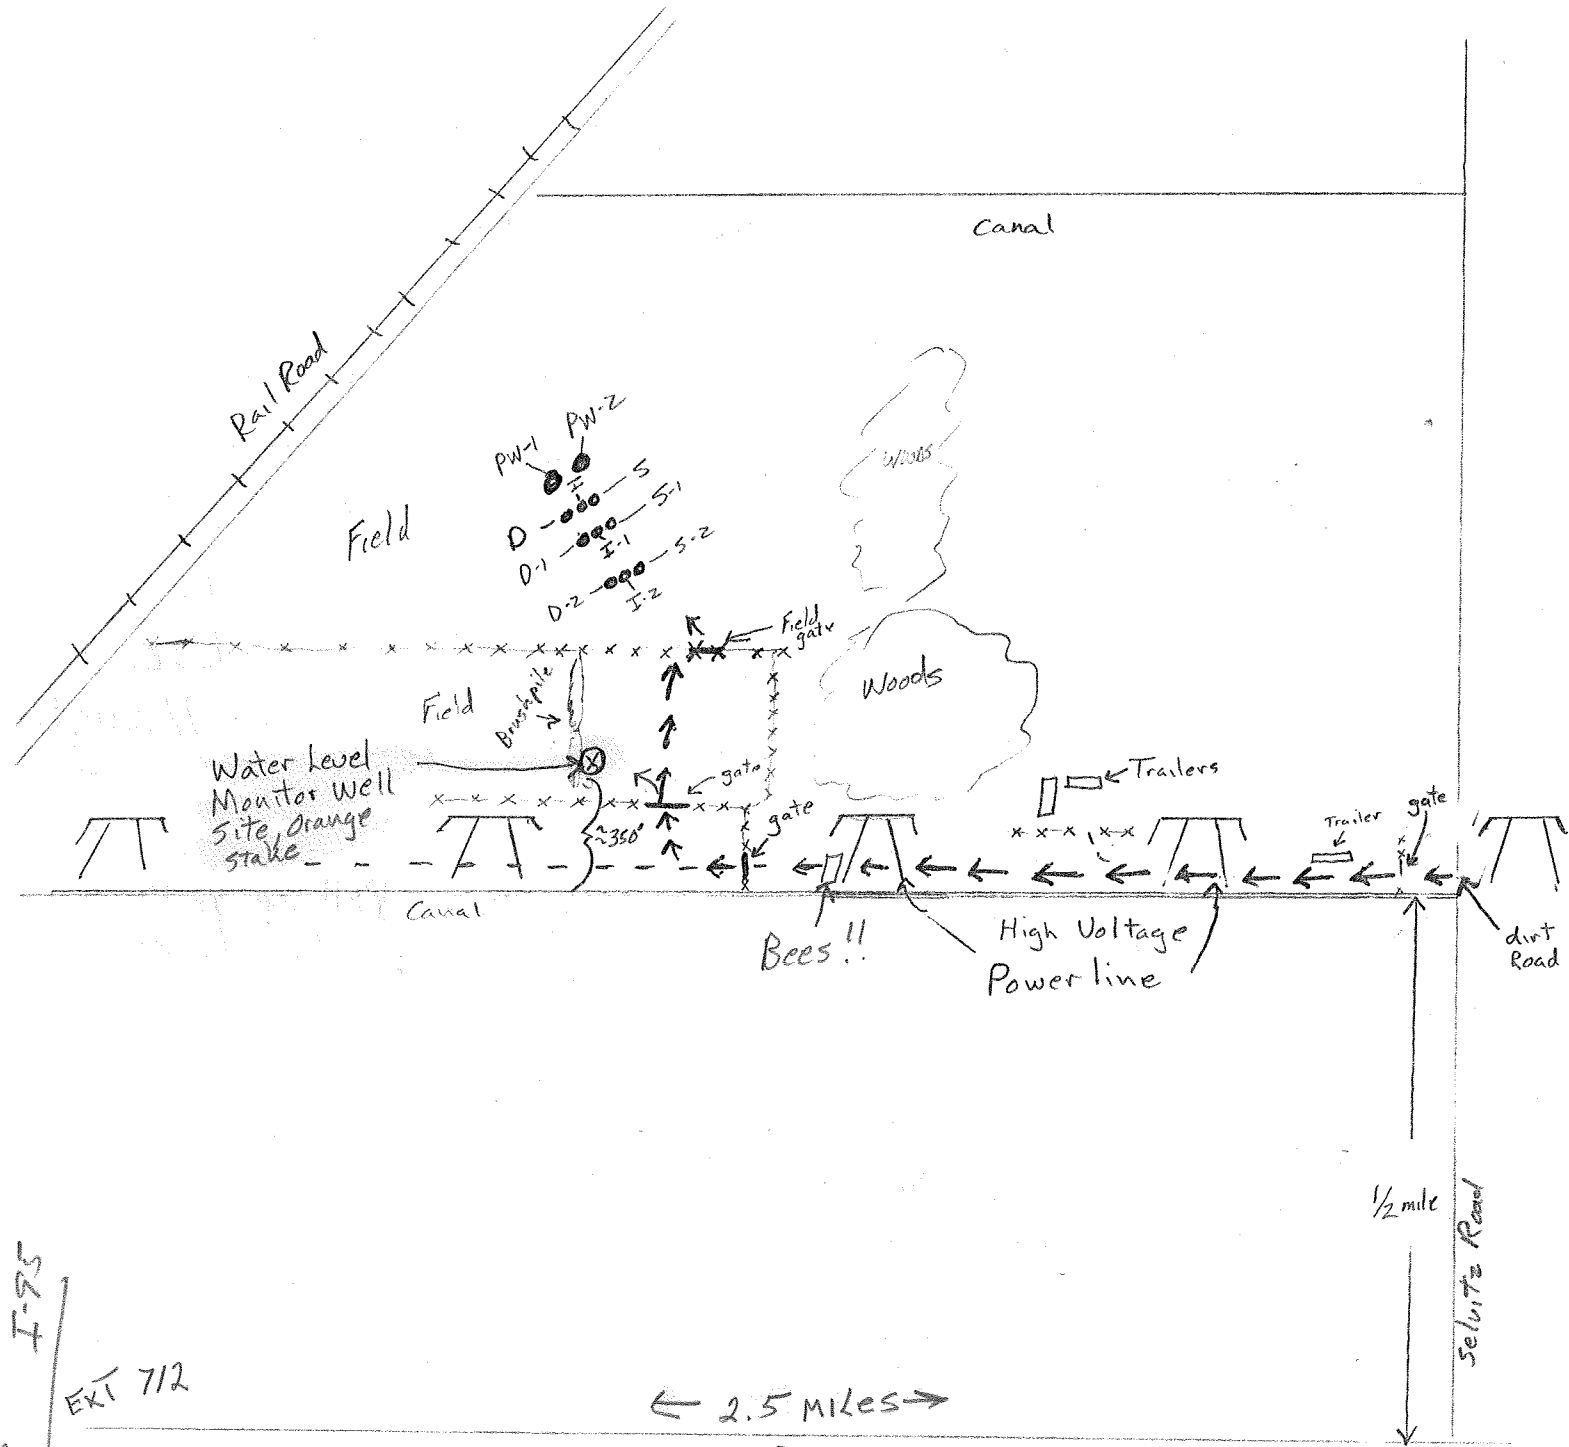 Canal
Rail Road
PW-1
PW-2
I
S
D
S-1
D-1
I-1
S-2
D-2
I-2
Field
Field
gate
Woods
Woods
Field
Brushpile
Water Level
Monitor Well
Site, Orange
Stake
gate
gate
≈350'
Trailers
Trailer
gate
Canal
Bees!!
High Voltage
Power line
dirt
Road
1/2 mile
Selvitz Road
I-95
EXT 712
← 2.5 MILES →